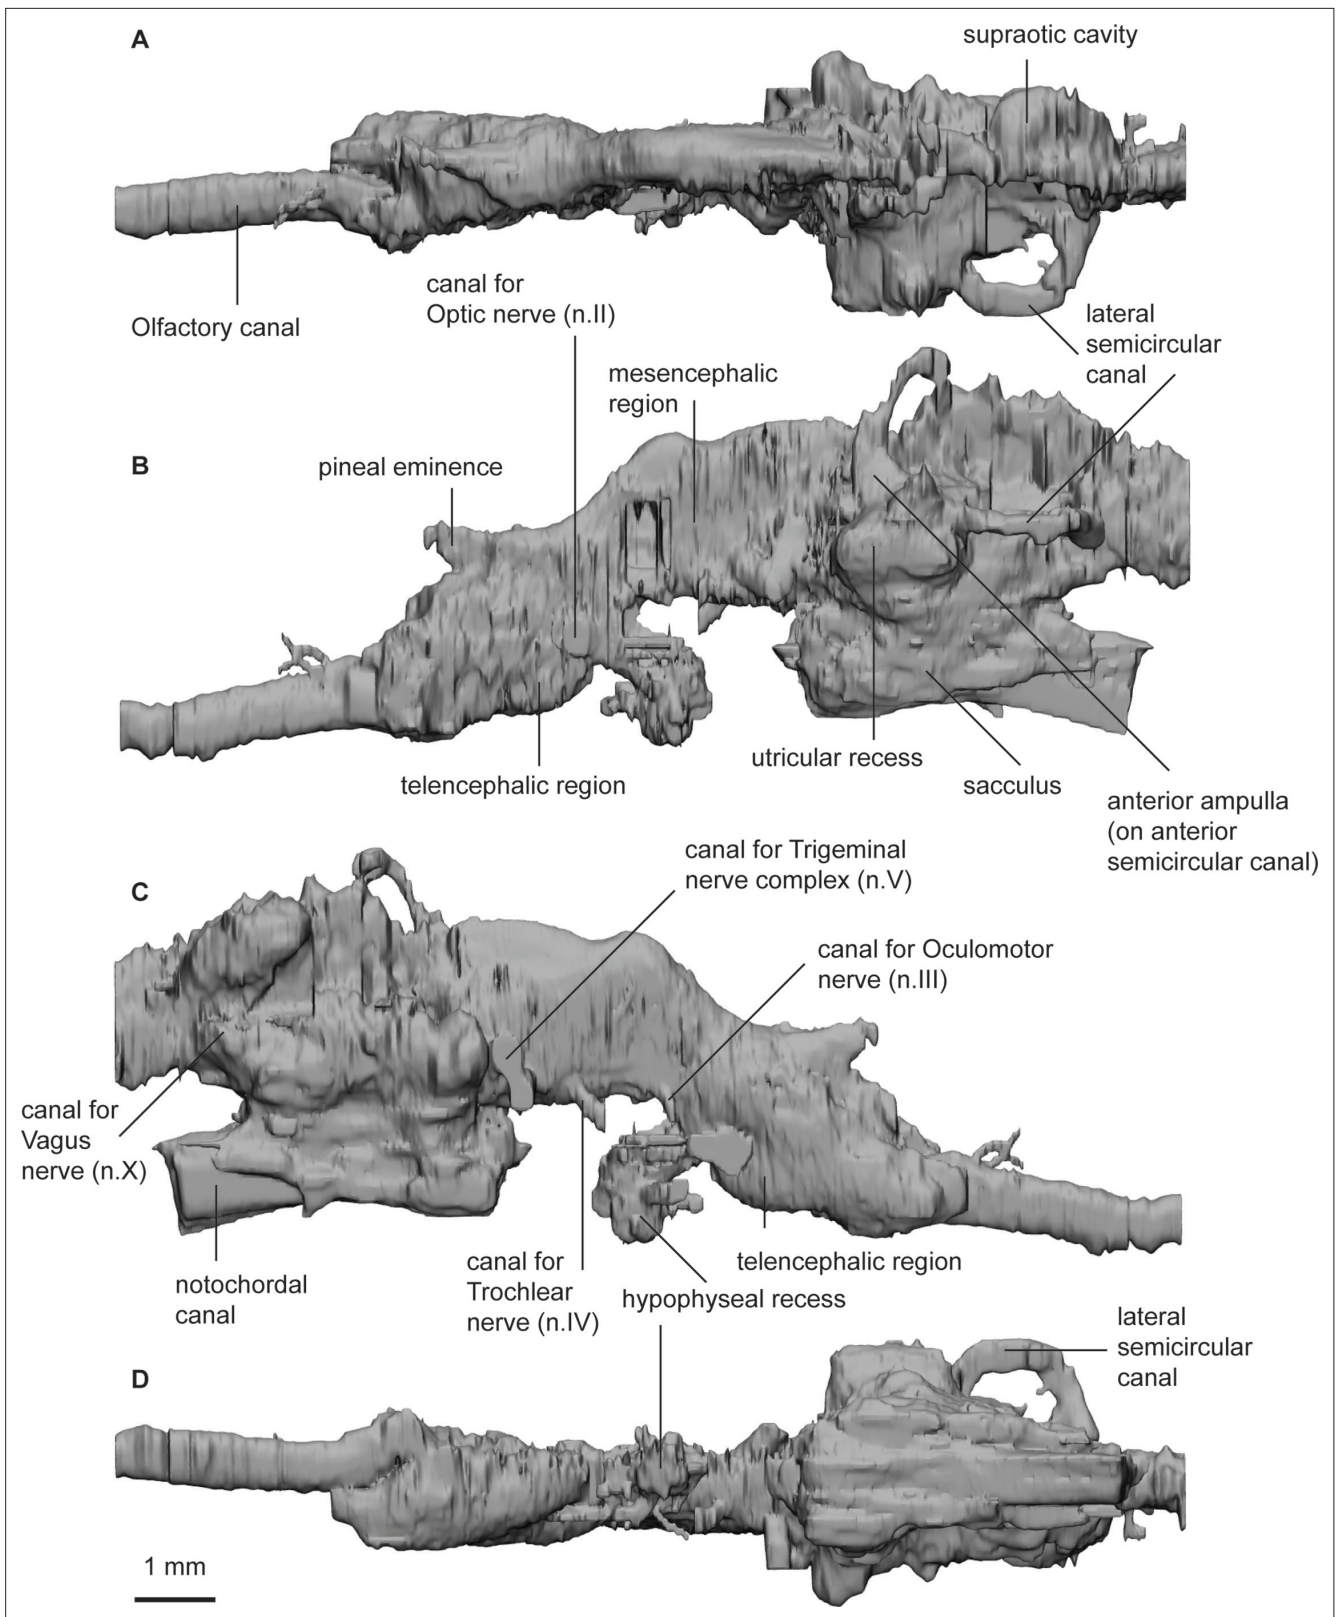 A
supraotic cavity
Olfactory canal
canal for
Optic nerve (n.II)
lateral
semicircular
canal
mesencephalic
region
B
pineal eminence
telencephalic region
utricular recess
sacculus
anterior ampulla
(on anterior
semicircular canal)
C
canal for Trigeminal
nerve complex (n.V)
canal for Oculomotor
nerve (n.III)
canal for
Vagus
nerve (n.X)
notochordal
canal
canal for
Trochlear
nerve (n.IV)
telencephalic region
hypophyseal recess
lateral
semicircular
canal
D
1 mm